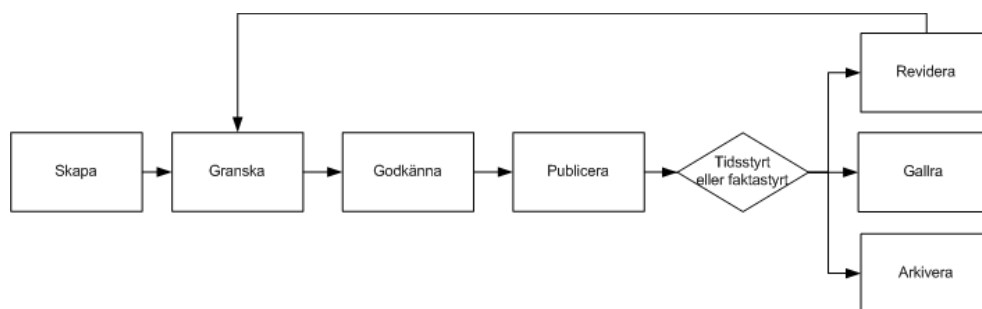 Revidera
Skapa
Granska
Godkänna
Publicera
Tidsstyrt
eller faktastyrt
Gallra
Arkivera